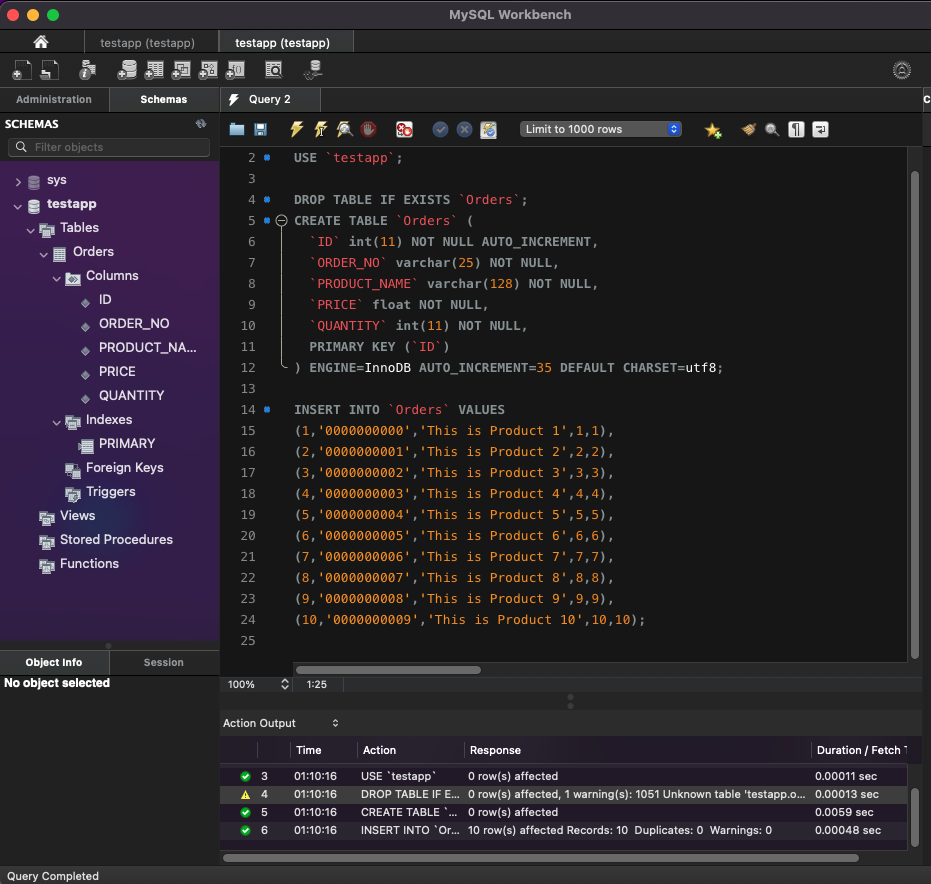 MySQL Workbench
testapp (testapp)
testapp (testapp)
Administration
Schemas
Query 2
SCHEMAS
Filter objects
sys
testapp
Tables
Orders
Columns
ID
ORDER_NO
PRODUCT_NA...
PRICE
QUANTITY
Indexes
PRIMARY
Foreign Keys
Triggers
Views
Stored Procedures
Functions
Object Info
Session
No object selected
Limit to 1000 rows
2 USE `testapp`;
3
4 DROP TABLE IF EXISTS `Orders`;
5 CREATE TABLE `Orders` (
6 `ID` int(11) NOT NULL AUTO_INCREMENT,
7 `ORDER_NO` varchar(25) NOT NULL,
8 `PRODUCT_NAME` varchar(128) NOT NULL,
9 `PRICE` float NOT NULL,
10 `QUANTITY` int(11) NOT NULL,
11 PRIMARY KEY (`ID`)
12 ) ENGINE=InnoDB AUTO_INCREMENT=35 DEFAULT CHARSET=utf8;
13
14 INSERT INTO `Orders` VALUES
15 (1,'0000000000','This is Product 1',1,1),
16 (2,'0000000001','This is Product 2',2,2),
17 (3,'0000000002','This is Product 3',3,3),
18 (4,'0000000003','This is Product 4',4,4),
19 (5,'0000000004','This is Product 5',5,5),
20 (6,'0000000005','This is Product 6',6,6),
21 (7,'0000000006','This is Product 7',7,7),
22 (8,'0000000007','This is Product 8',8,8),
23 (9,'0000000008','This is Product 9',9,9),
24 (10,'0000000009','This is Product 10',10,10);
25
100% 1:25
Action Output
Time Action Response Duration / Fetch T
3 01:10:16 USE `testapp` 0 row(s) affected 0.00011 sec
4 01:10:16 DROP TABLE IF E... 0 row(s) affected, 1 warning(s): 1051 Unknown table 'testapp.o... 0.00013 sec
5 01:10:16 CREATE TABLE `... 0 row(s) affected 0.0059 sec
6 01:10:16 INSERT INTO `Or... 10 row(s) affected Records: 10 Duplicates: 0 Warnings: 0 0.00048 sec
Query Completed